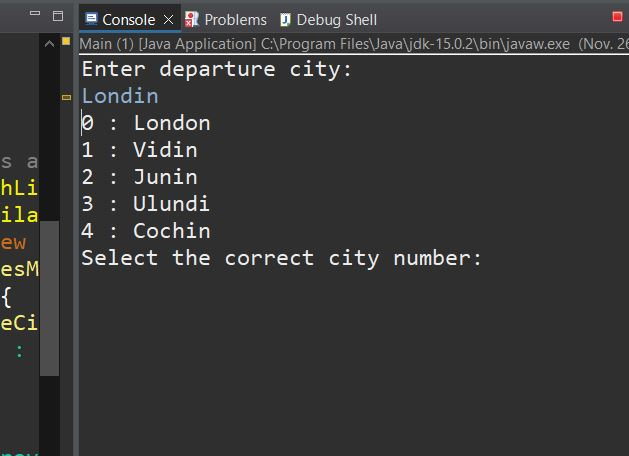 Console Problems Debug Shell
Main (1) [Java Application] C:\Program Files\Java\jdk-15.0.2\bin\javaw.exe (Nov. 26
Enter departure city:
Londin
0 : London
1 : Vidin
2 : Junin
3 : Ulundi
4 : Cochin
Select the correct city number:
s a
hLi
ila
ew
esM
{
eCi
: